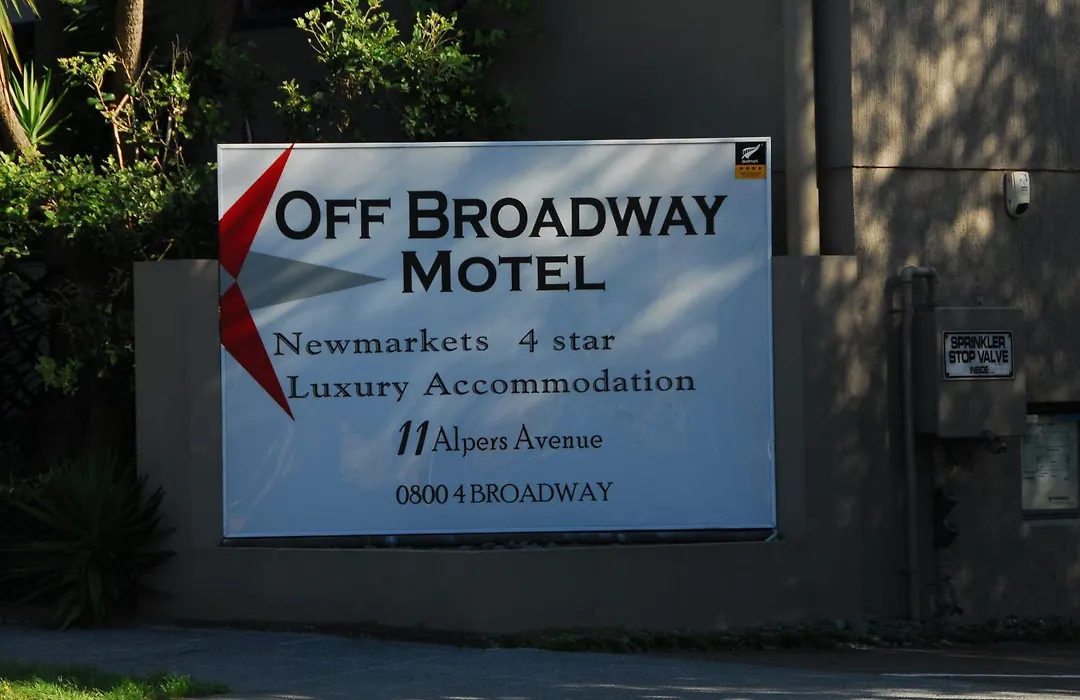 OFF BROADWAY
MOTEL
Newmarkets 4 star
Luxury Accommodation
11 Alpers Avenue
0800 4 BROADWAY
SPRINKLER
STOP VALVE
INSIDE